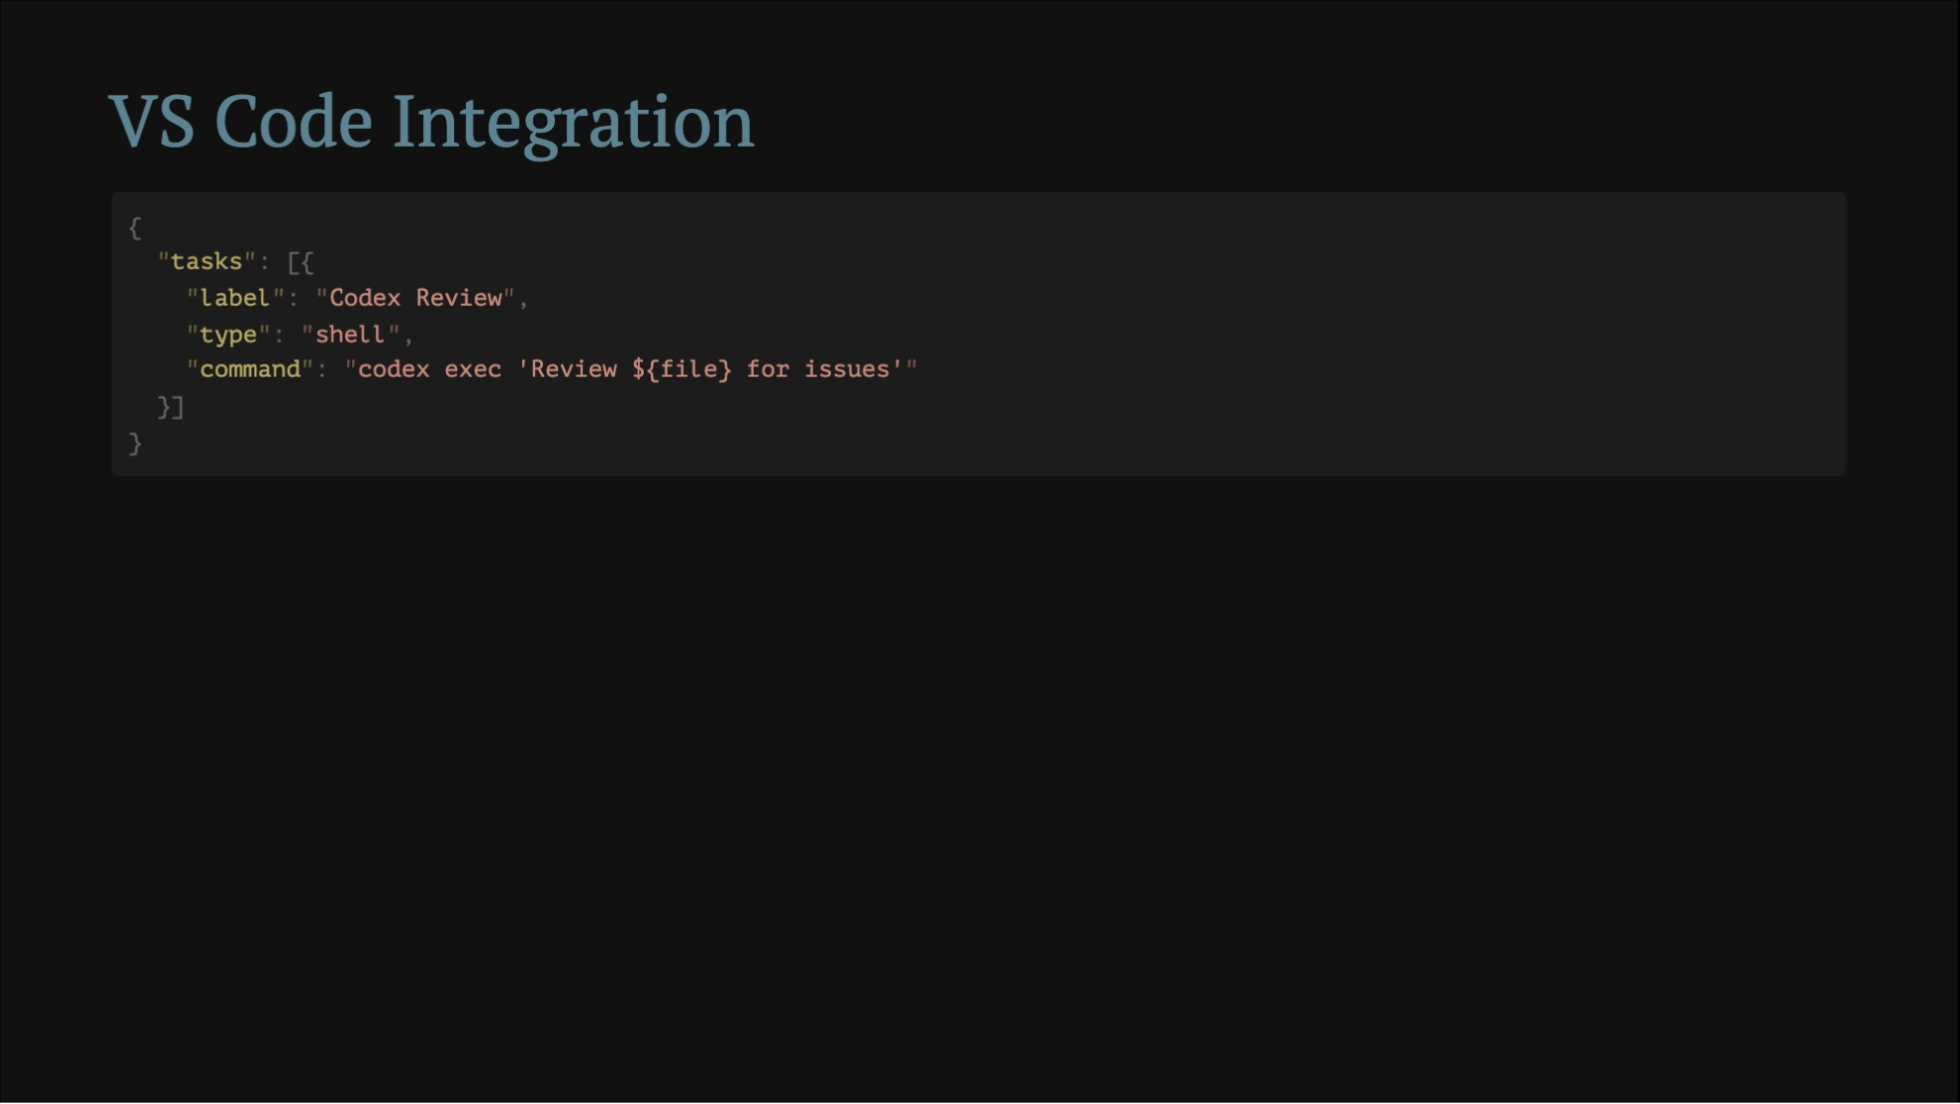 VS Code Integration
{
  "tasks": [{
    "label": "Codex Review",
    "type": "shell",
    "command": "codex exec 'Review ${file} for issues'"
  }]
}